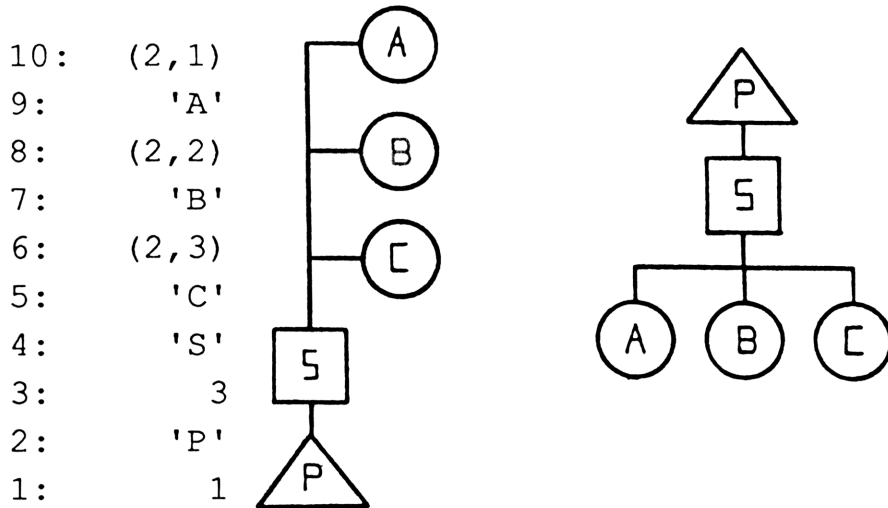 10: (2,1)
9: 'A'
8: (2,2)
7: 'B'
6: (2,3)
5: 'C'
4: 'S'
3: 3
2: 'P'
1: 1
A
B
C
S
P
P
S
A B C